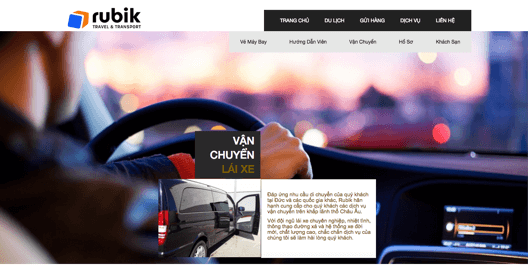 rubik
TRAVEL & TRANSPORT
TRANG CHỦ DU LỊCH GỬI HÀNG DỊCH VỤ LIÊN HỆ
Vé Máy Bay Hướng Dẫn Viên Vận Chuyển Hồ Sơ Khách Sạn
VẬN
CHUYỂN
LÁI XE
Đáp ứng nhu cầu di chuyển của quý khách
tại Đức và các quốc gia khác, Rubik hân
hạnh cung cấp cho quý khách các dịch vụ
vận chuyển trên khắp lãnh thổ Châu Âu.
Với đội ngũ lái xe chuyên nghiệp, nhiệt tình,
thông thạo đường xá và hệ thống xe đời
mới, chất lượng cao, chắc chắn dịch vụ của
chúng tôi sẽ làm hài lòng quý khách.